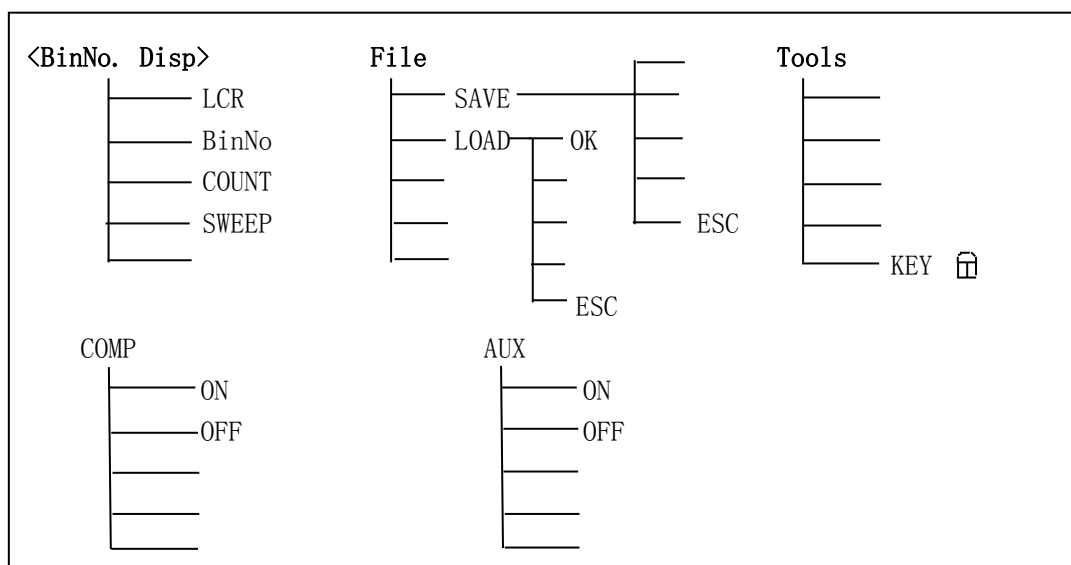 <BinNo. Disp>
LCR
BinNo
COUNT
SWEEP
File
SAVE
LOAD
OK
ESC
ESC
Tools
KEY
COMP
ON
OFF
AUX
ON
OFF